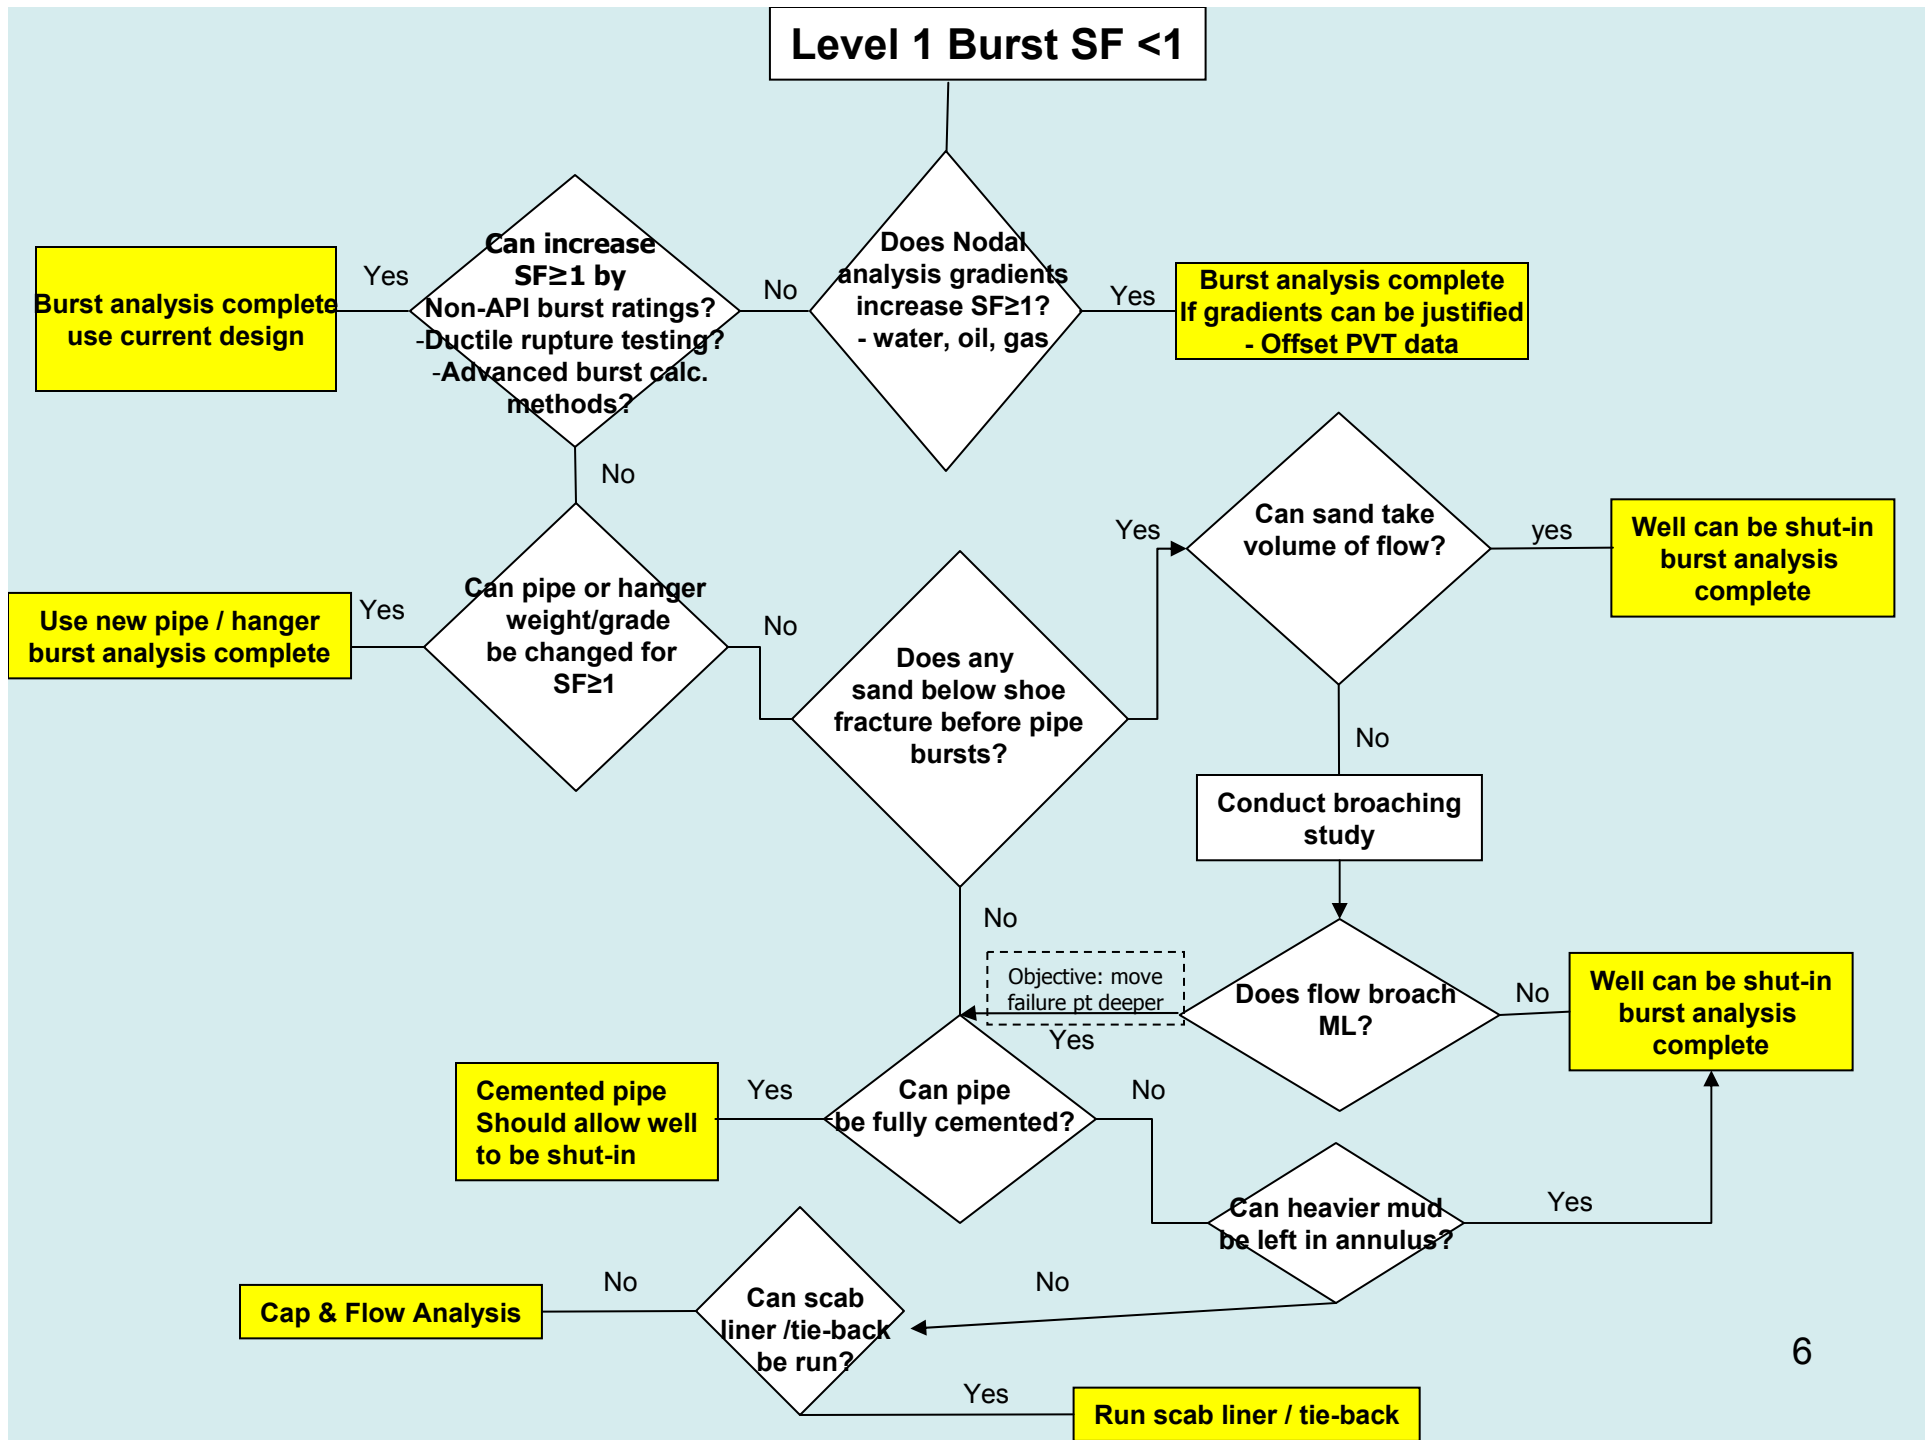 Level 1 Burst SF <1
Can increase
SF≥1 by
Non-API burst ratings?
-Ductile rupture testing?
-Advanced burst calc.
methods?
Does Nodal
analysis gradients
increase SF≥1?
- water, oil, gas
Yes
No
Yes
Burst analysis complete
use current design
Burst analysis complete
If gradients can be justified
- Offset PVT data
No
Can sand take
volume of flow?
Yes
yes
Well can be shut-in
burst analysis
complete
Can pipe or hanger
weight/grade
be changed for
SF≥1
Yes
No
Use new pipe / hanger
burst analysis complete
Does any
sand below shoe
fracture before pipe
bursts?
No
Conduct broaching
study
No
Objective: move
failure pt deeper
Yes
Does flow broach
ML?
No
Well can be shut-in
burst analysis
complete
Cemented pipe
Should allow well
to be shut-in
Yes
Can pipe
be fully cemented?
No
Can heavier mud
be left in annulus?
Yes
No
Cap & Flow Analysis
No
Can scab
liner /tie-back
be run?
Yes
Run scab liner / tie-back
6